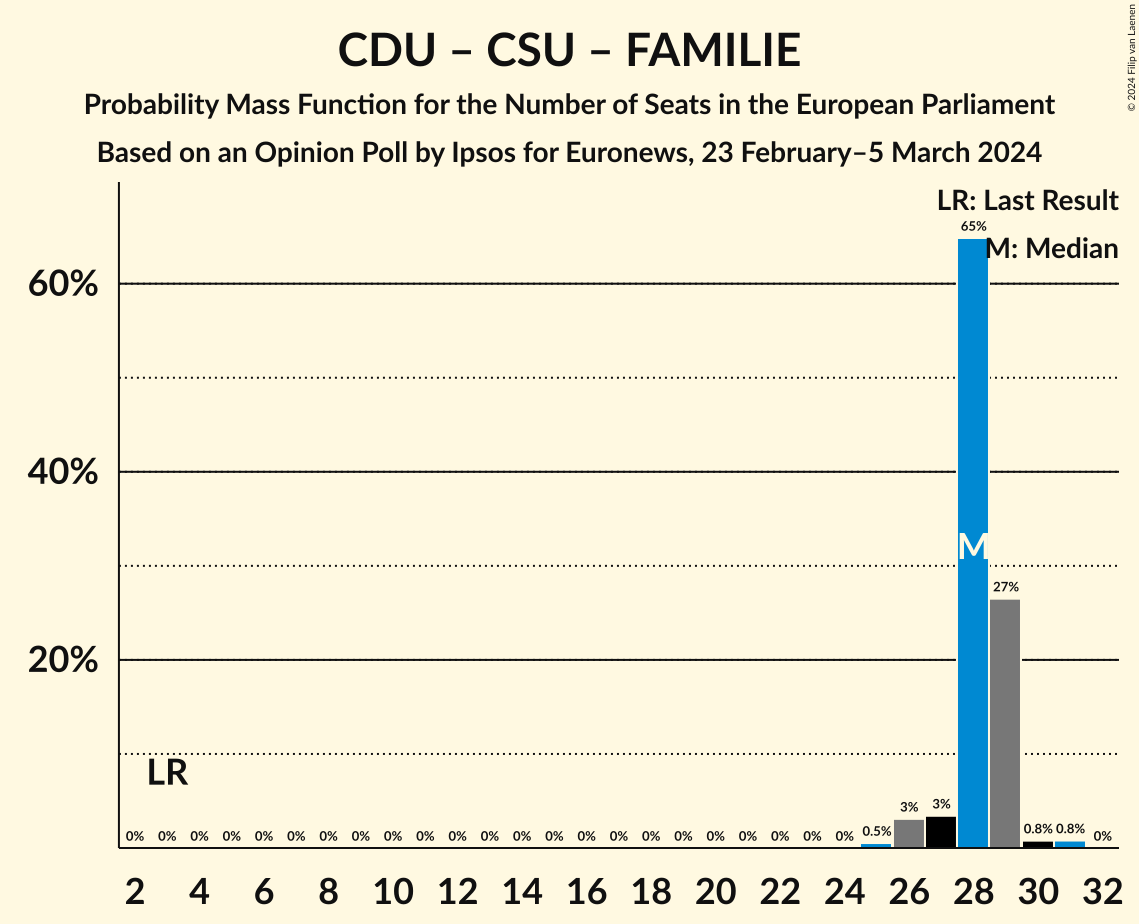 CDU – CSU – FAMILIE
Probability Mass Function for the Number of Seats in the European Parliament
Based on an Opinion Poll by Ipsos for Euronews, 23 February–5 March 2024
© 2024 Filip van Laenen
LR: Last Result
M: Median
65%
60%
40%
M
27%
20%
LR
0% 0% 0% 0% 0% 0% 0% 0% 0% 0% 0% 0% 0% 0% 0% 0% 0% 0% 0% 0% 0% 0% 0% 0.5% 3% 3% 0.8% 0.8% 0%
2 4 6 8 10 12 14 16 18 20 22 24 26 28 30 32